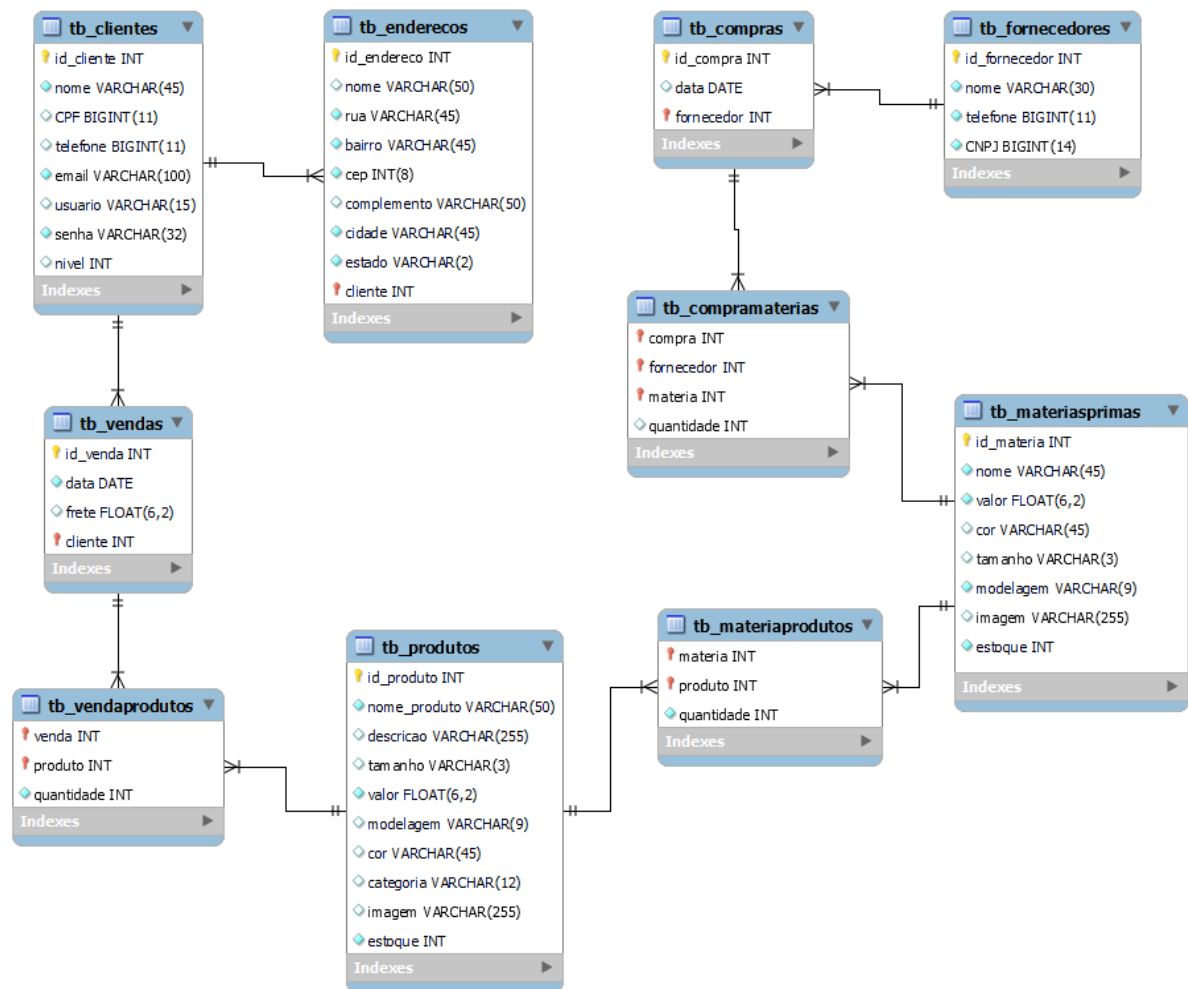 tb_clientes
id_cliente INT
nome VARCHAR(45)
CPF BIGINT(11)
telefone BIGINT(11)
email VARCHAR(100)
usuario VARCHAR(15)
senha VARCHAR(32)
nivel INT
Indexes
tb_enderecos
id_endereco INT
nome VARCHAR(50)
rua VARCHAR(45)
bairro VARCHAR(45)
cep INT(8)
complemento VARCHAR(50)
cidade VARCHAR(45)
estado VARCHAR(2)
cliente INT
Indexes
tb_compras
id_compra INT
data DATE
fornecedor INT
Indexes
tb_fornecedores
id_fornecedor INT
nome VARCHAR(30)
telefone BIGINT(11)
CNPJ BIGINT(14)
Indexes
tb_compramaterias
compra INT
fornecedor INT
materia INT
quantidade INT
Indexes
tb_materiasprimas
id_materia INT
nome VARCHAR(45)
valor FLOAT(6,2)
cor VARCHAR(45)
tamanho VARCHAR(3)
modelagem VARCHAR(9)
imagem VARCHAR(255)
estoque INT
Indexes
tb_vendas
id_venda INT
data DATE
frete FLOAT(6,2)
cliente INT
Indexes
tb_vendaprodutos
venda INT
produto INT
quantidade INT
Indexes
tb_produtos
id_produto INT
nome_produto VARCHAR(50)
descricao VARCHAR(255)
tamanho VARCHAR(3)
valor FLOAT(6,2)
modelagem VARCHAR(9)
cor VARCHAR(45)
categoria VARCHAR(12)
imagem VARCHAR(255)
estoque INT
Indexes
tb_materiaprodutos
materia INT
produto INT
quantidade INT
Indexes